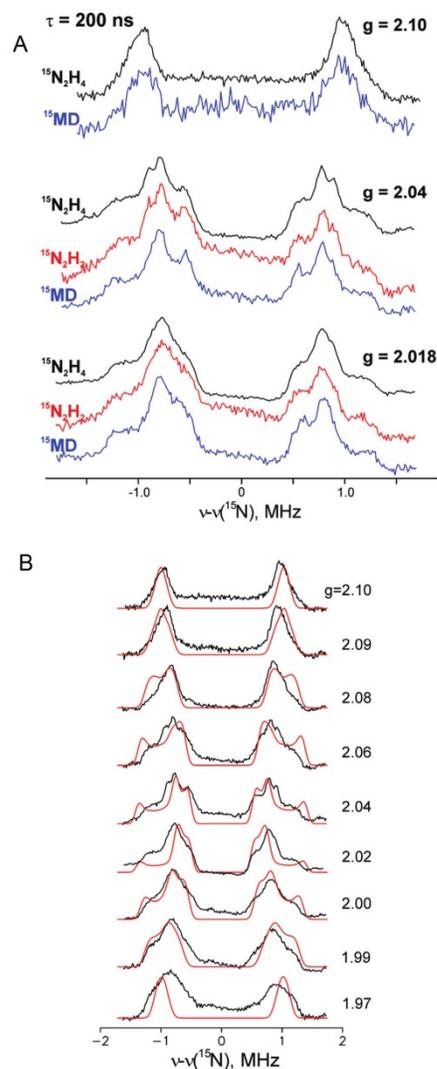 A
τ = 200 ns
g = 2.10
¹⁵N₂H₄
¹⁵MD
¹⁵N₂H₄
g = 2.04
¹⁵N₂H₂
¹⁵MD
¹⁵N₂H₄
g = 2.018
¹⁵N₂H₂
¹⁵MD
-1.0 0 1.0
ν-ν(¹⁵N), MHz
B
g=2.10
2.09
2.08
2.06
2.04
2.02
2.00
1.99
1.97
−2 −1 0 1 2
ν-ν(¹⁵N), MHz